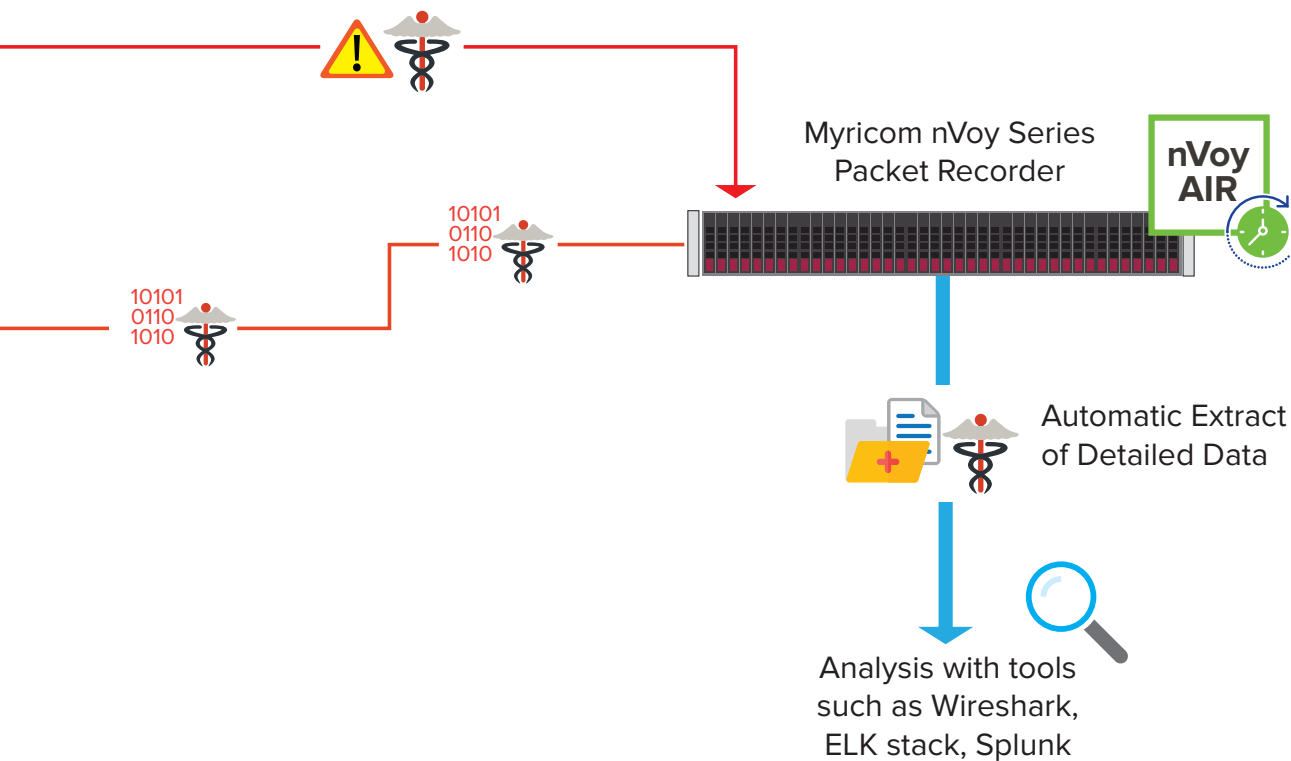 !
Myricom nVoy Series
Packet Recorder
nVoy
AIR
10101
0110
1010
10101
0110
1010
Automatic Extract
of Detailed Data
Analysis with tools
such as Wireshark,
ELK stack, Splunk